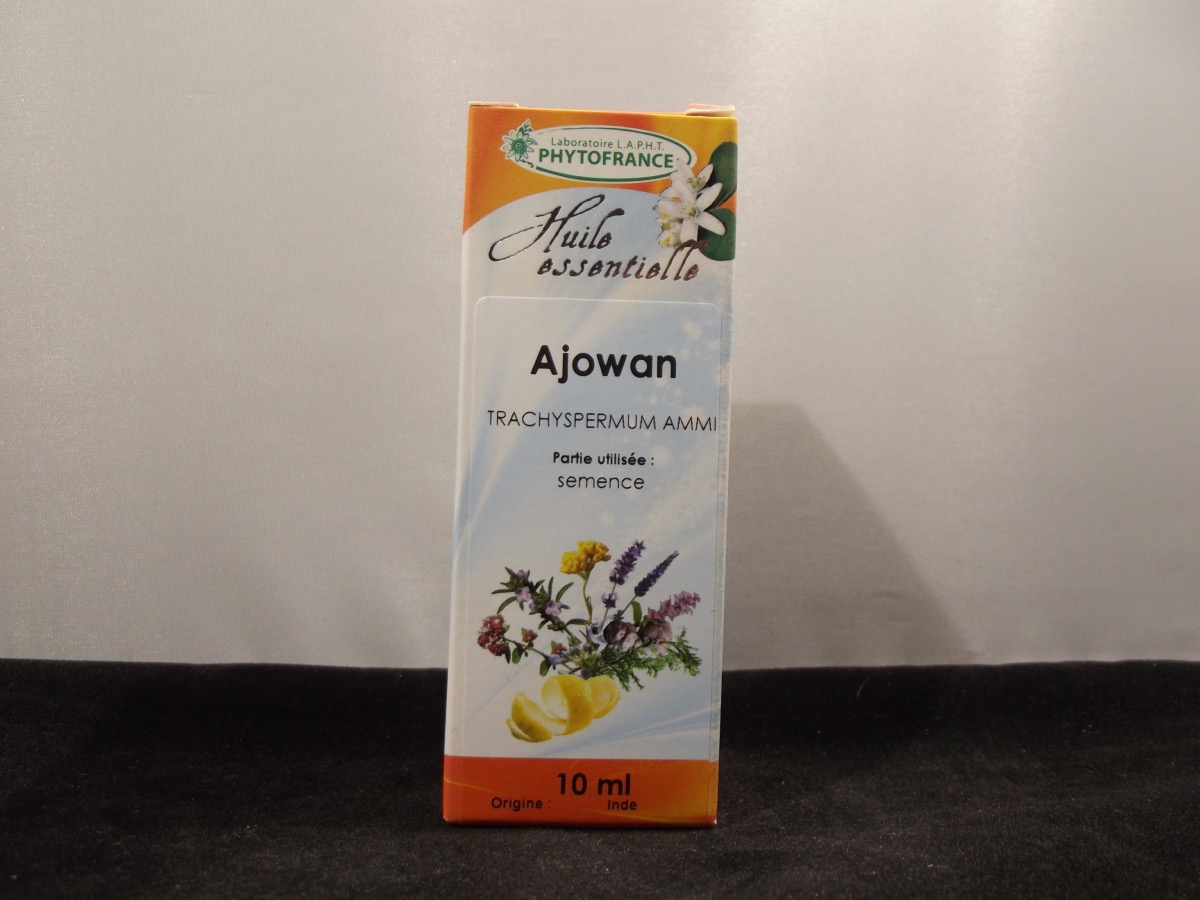 Laboratoire L.A.P.H.T.
PHYTOFRANCE
Huile
essentielle
Ajowan
TRACHYSPERMUM AMMI
Partie utilisée :
semence
10 ml
Origine : Inde